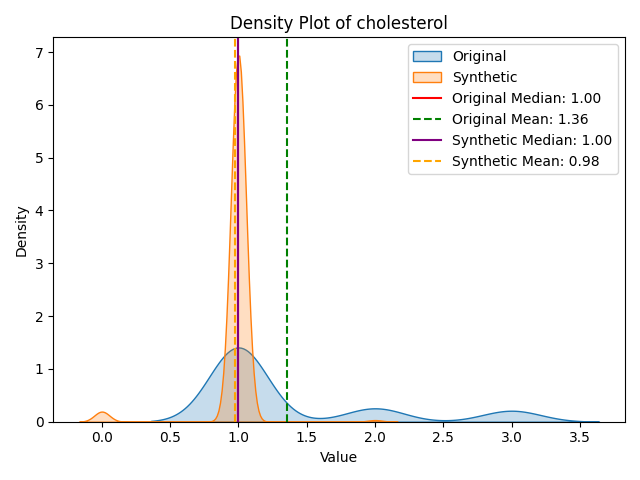 Density Plot of cholesterol
Original
Synthetic
Original Median: 1.00
Original Mean: 1.36
Synthetic Median: 1.00
Synthetic Mean: 0.98
Density
7
6
5
4
3
2
1
0
0.0 0.5 1.0 1.5 2.0 2.5 3.0 3.5
Value